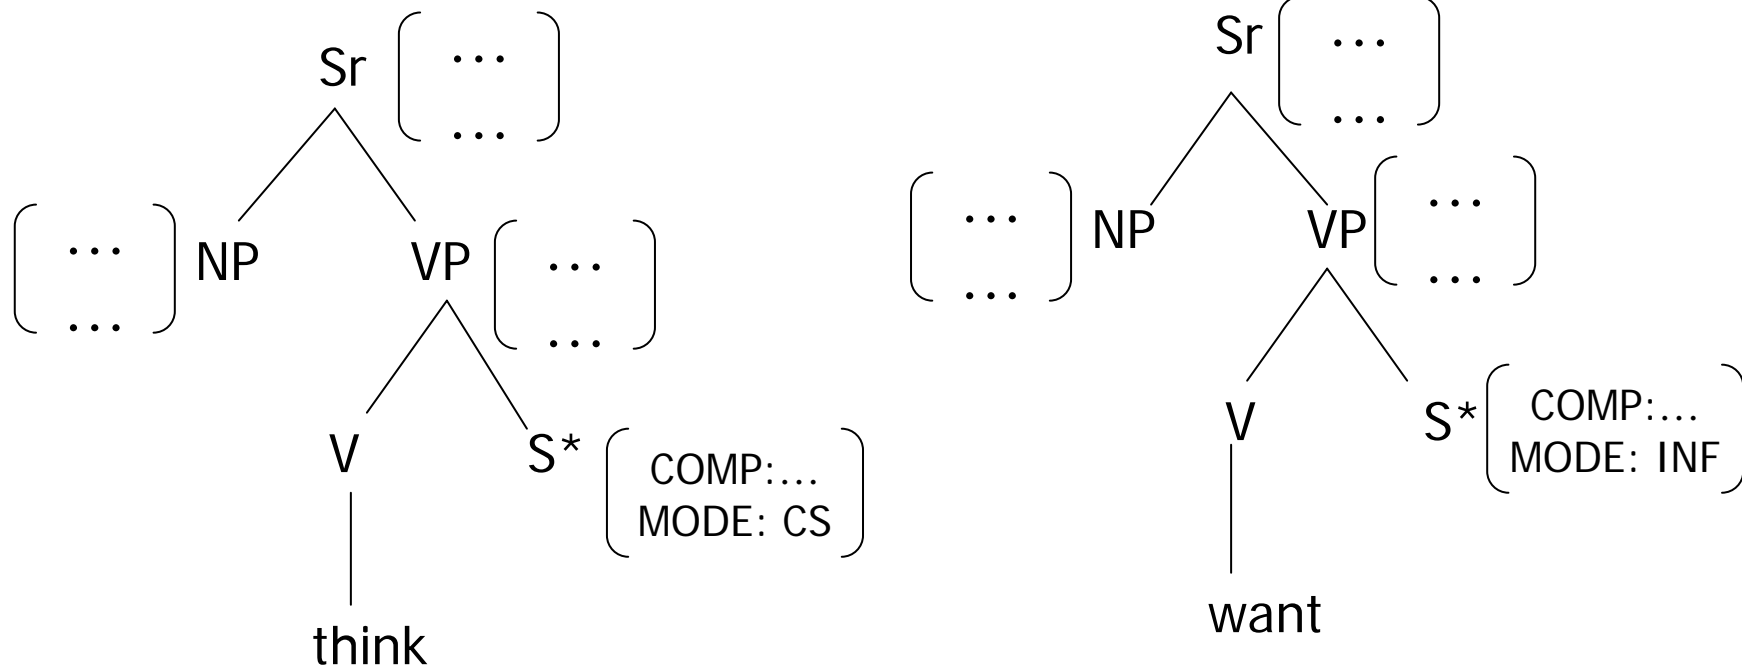 Sr
...
...
NP
...
...
VP
...
...
V
S*
COMP:...
MODE: CS
think
Sr
...
...
...
...
NP
VP
...
...
V
S*
COMP:...
MODE: INF
want